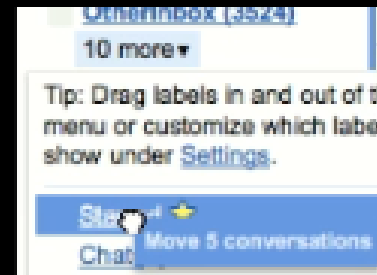 OtherInbox (3524)
10 more▼
Tip: Drag labels in and out of t
menu or customize which labe
show under Settings.
Move 5 conversations
Chat